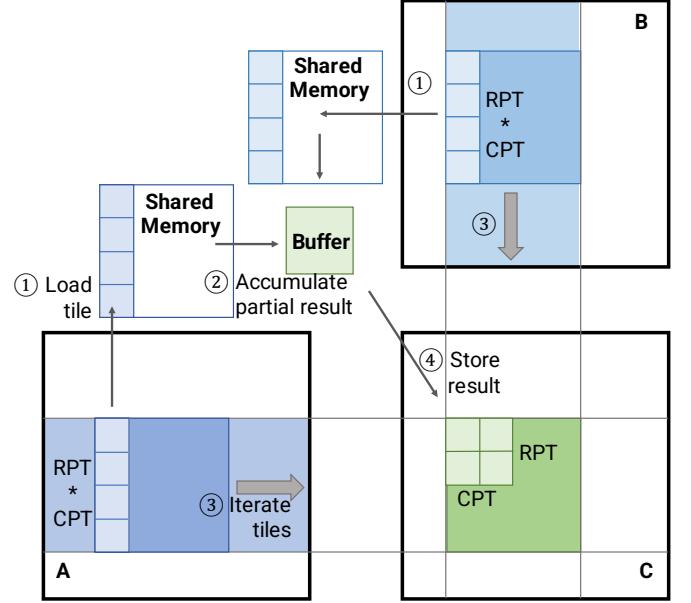 B
Shared
Memory
①
RPT
*
CPT
Shared
Memory
③
Buffer
① Load
tile
② Accumulate
partial result
④ Store
result
RPT
*
CPT
③ Iterate
tiles
RPT
CPT
A
C